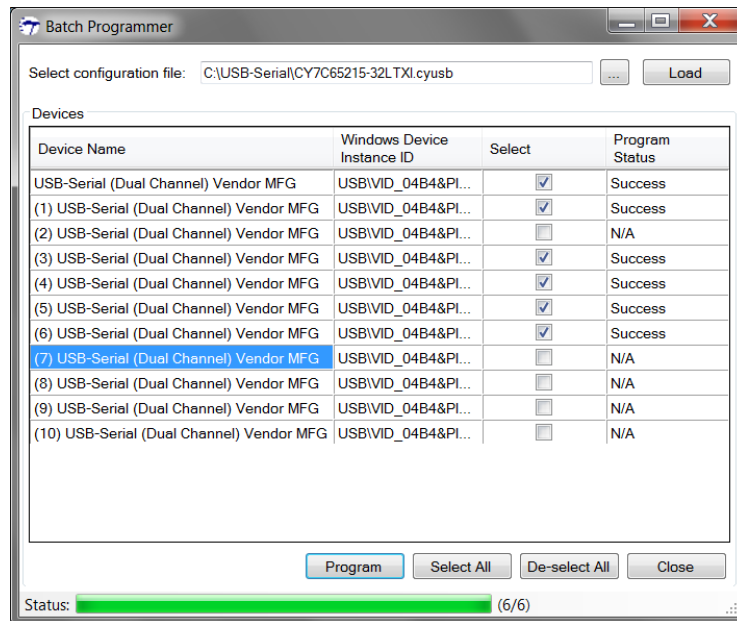 Batch Programmer
Select configuration file: C:\USB-Serial\CY7C65215-32LTXI.cyusb ... Load
Devices
Device Name Windows Device Instance ID Select Program Status
USB-Serial (Dual Channel) Vendor MFG USB\VID_04B4&PI... Success
(1) USB-Serial (Dual Channel) Vendor MFG USB\VID_04B4&PI... Success
(2) USB-Serial (Dual Channel) Vendor MFG USB\VID_04B4&PI... N/A
(3) USB-Serial (Dual Channel) Vendor MFG USB\VID_04B4&PI... Success
(4) USB-Serial (Dual Channel) Vendor MFG USB\VID_04B4&PI... Success
(5) USB-Serial (Dual Channel) Vendor MFG USB\VID_04B4&PI... Success
(6) USB-Serial (Dual Channel) Vendor MFG USB\VID_04B4&PI... Success
(7) USB-Serial (Dual Channel) Vendor MFG USB\VID_04B4&PI... N/A
(8) USB-Serial (Dual Channel) Vendor MFG USB\VID_04B4&PI... N/A
(9) USB-Serial (Dual Channel) Vendor MFG USB\VID_04B4&PI... N/A
(10) USB-Serial (Dual Channel) Vendor MFG USB\VID_04B4&PI... N/A
Program Select All De-select All Close
Status: (6/6)